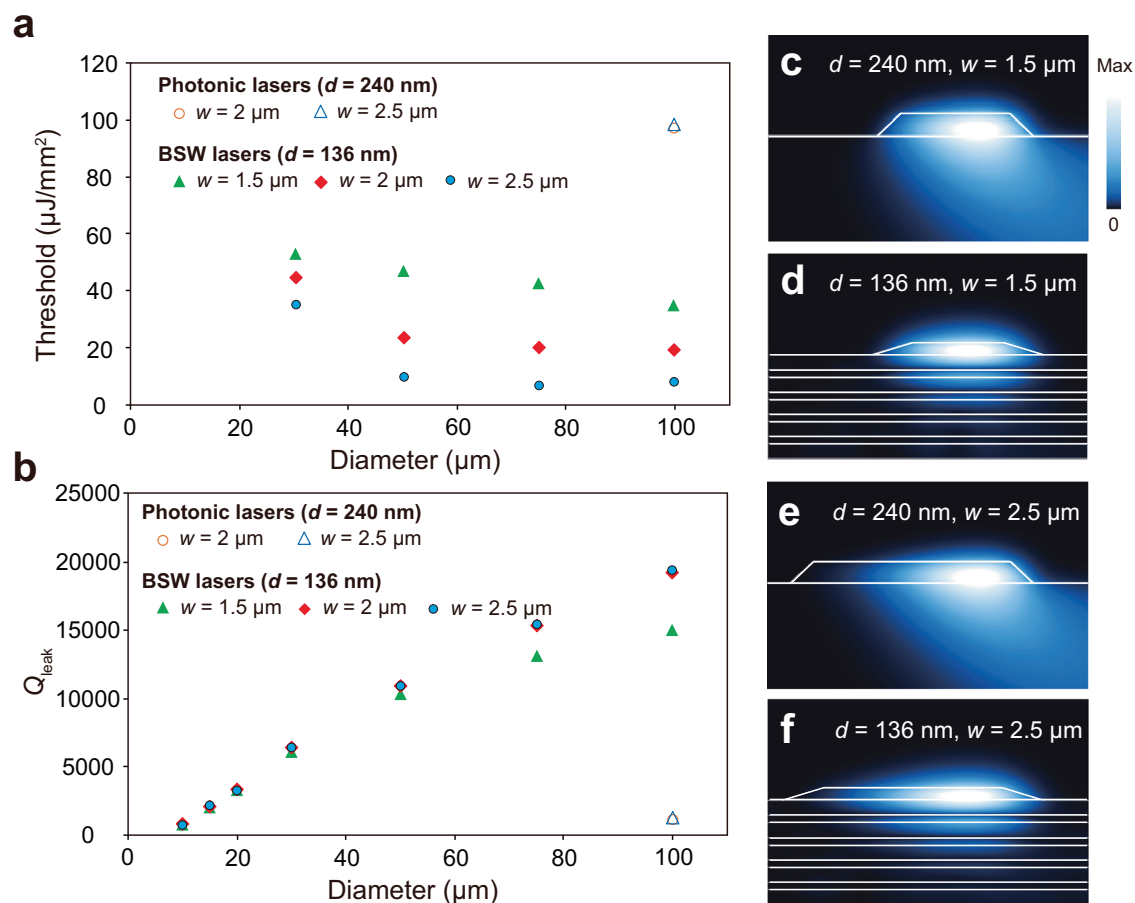 a
Threshold (µJ/mm²)
120
100
80
60
40
20
0
Photonic lasers (d = 240 nm)
w = 2 µm w = 2.5 µm
BSW lasers (d = 136 nm)
w = 1.5 µm w = 2 µm w = 2.5 µm
0 20 40 60 80 100
Diameter (µm)
b
Qleak
25000
20000
15000
10000
5000
0
Photonic lasers (d = 240 nm)
w = 2 µm w = 2.5 µm
BSW lasers (d = 136 nm)
w = 1.5 µm w = 2 µm w = 2.5 µm
0 20 40 60 80 100
Diameter (µm)
c d = 240 nm, w = 1.5 µm
Max
0
d d = 136 nm, w = 1.5 µm
e d = 240 nm, w = 2.5 µm
f d = 136 nm, w = 2.5 µm